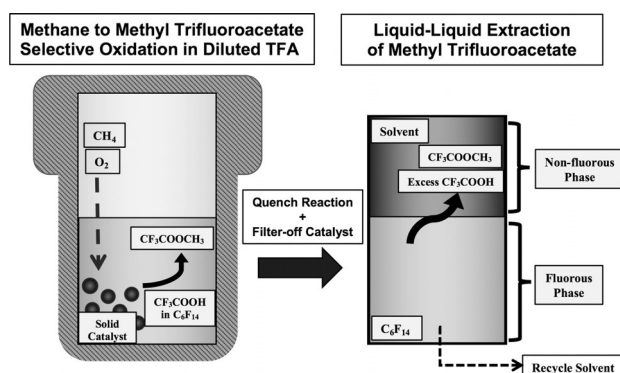 Methane to Methyl Trifluoroacetate
Selective Oxidation in Diluted TFA
CH₄
O₂
CF₃COOCH₃
CF₃COOH
in C₆F₁₄
Solid
Catalyst
Quench Reaction
+
Filter-off Catalyst
Liquid-Liquid Extraction
of Methyl Trifluoroacetate
Solvent
CF₃COOCH₃
Excess CF₃COOH
Non-fluorous
Phase
Fluorous
Phase
C₆F₁₄
Recycle Solvent